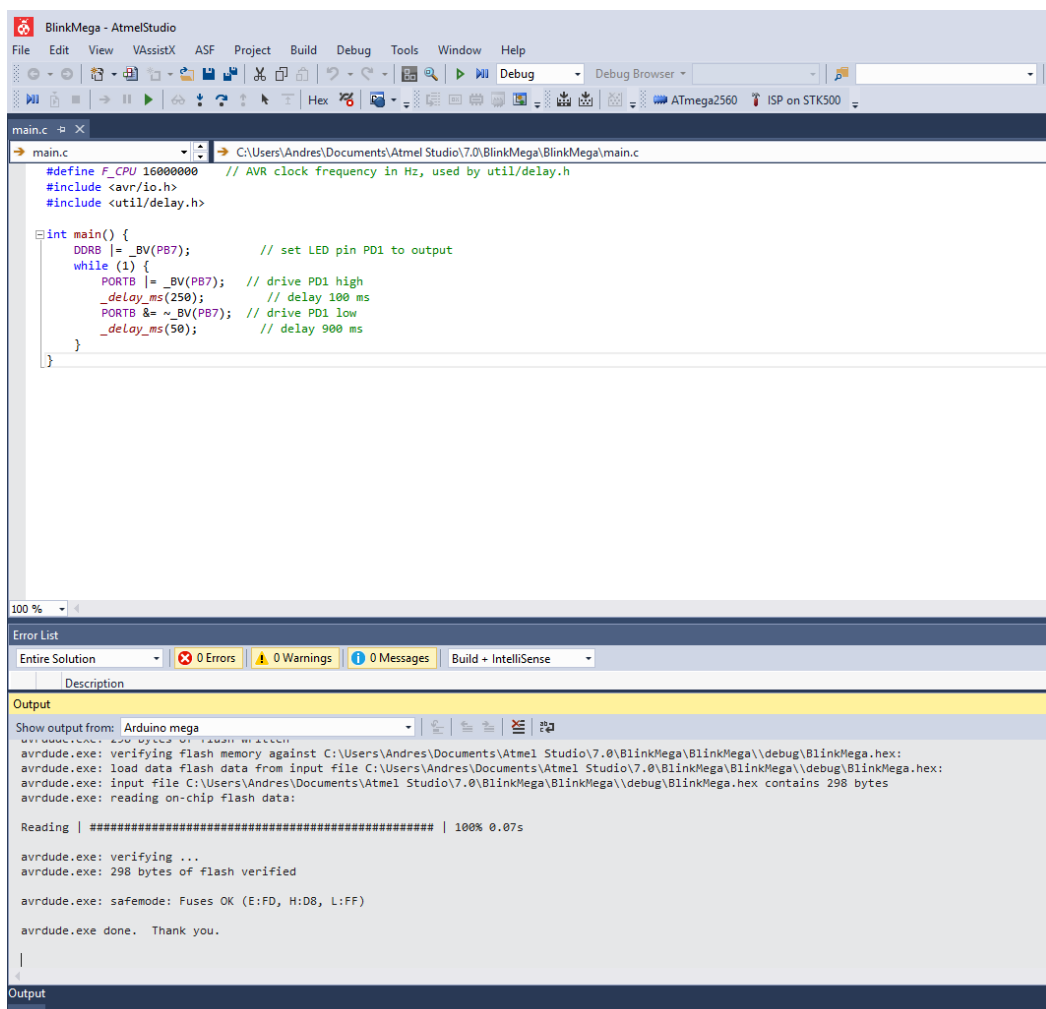 BlinkMega - AtmelStudio
File Edit View VAssistX ASF Project Build Debug Tools Window Help
Debug Debug Browser
Hex ATmega2560 ISP on STK500
main.c
main.c C:\Users\Andres\Documents\Atmel Studio\7.0\BlinkMega\BlinkMega\main.c
#define F_CPU 16000000 // AVR clock frequency in Hz, used by util/delay.h
#include <avr/io.h>
#include <util/delay.h>
int main() {
DDRB |= _BV(PB7); // set LED pin PD1 to output
while (1) {
PORTB |= _BV(PB7); // drive PD1 high
_delay_ms(250); // delay 100 ms
PORTB &= ~_BV(PB7); // drive PD1 low
_delay_ms(50); // delay 900 ms
}
}
100 %
Error List
Entire Solution 0 Errors 0 Warnings 0 Messages Build + IntelliSense
Description
Output
Show output from: Arduino mega
avrdude.exe: 298 bytes of flash written
avrdude.exe: verifying flash memory against C:\Users\Andres\Documents\Atmel Studio\7.0\BlinkMega\BlinkMega\\debug\BlinkMega.hex:
avrdude.exe: load data flash data from input file C:\Users\Andres\Documents\Atmel Studio\7.0\BlinkMega\BlinkMega\\debug\BlinkMega.hex:
avrdude.exe: input file C:\Users\Andres\Documents\Atmel Studio\7.0\BlinkMega\BlinkMega\\debug\BlinkMega.hex contains 298 bytes
avrdude.exe: reading on-chip flash data:
Reading | ################################################## | 100% 0.07s
avrdude.exe: verifying ...
avrdude.exe: 298 bytes of flash verified
avrdude.exe: safemode: Fuses OK (E:FD, H:D8, L:FF)
avrdude.exe done. Thank you.
Output